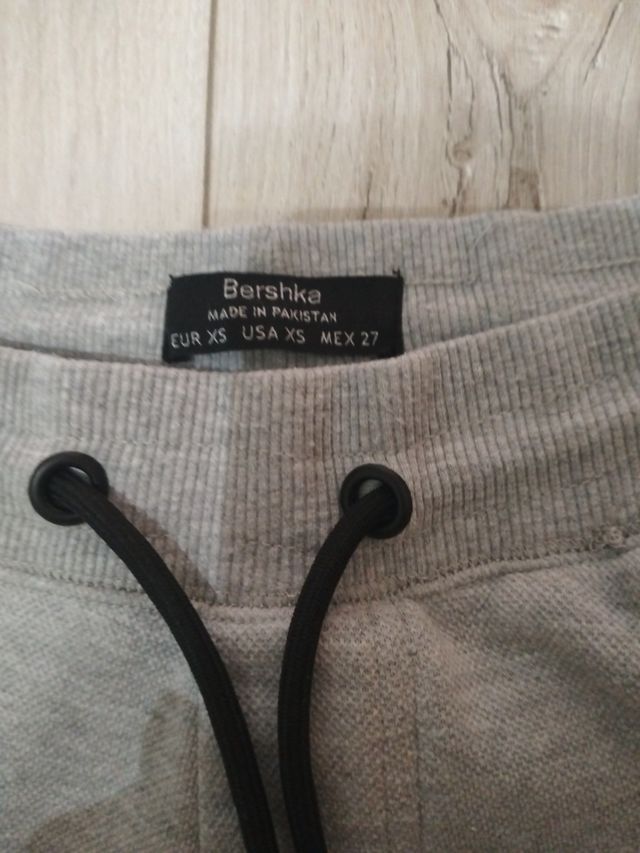 Bershka
MADE IN PAKISTAN
EUR XS USA XS MEX 27